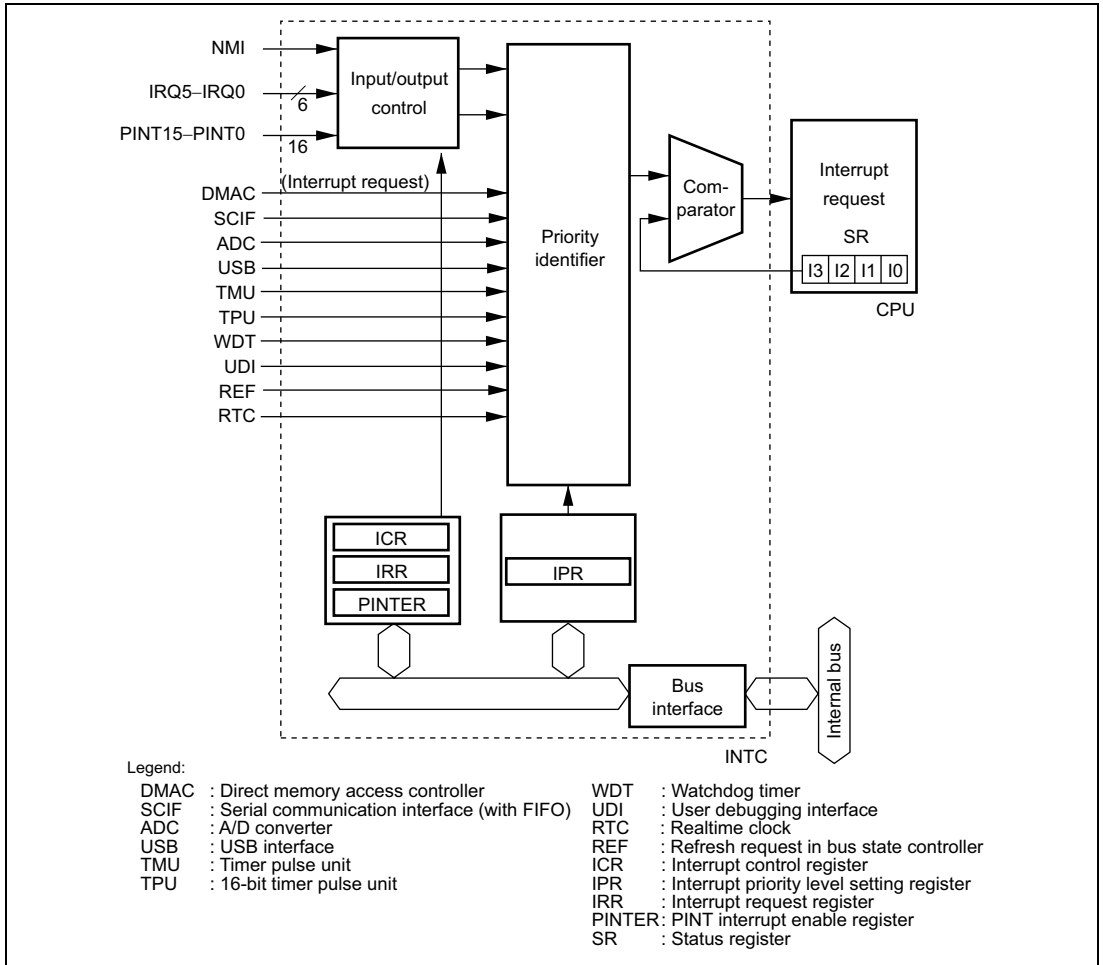 NMI
IRQ5–IRQ0
6
PINT15–PINT0
16
Input/output
control
(Interrupt request)
DMAC
SCIF
ADC
USB
TMU
TPU
WDT
UDI
REF
RTC
Priority
identifier
Com-
parator
Interrupt
request
SR
I3 I2 I1 I0
CPU
ICR
IRR
PINTER
IPR
Bus
interface
Internal bus
INTC
Legend:
DMAC : Direct memory access controller
SCIF : Serial communication interface (with FIFO)
ADC : A/D converter
USB : USB interface
TMU : Timer pulse unit
TPU : 16-bit timer pulse unit
WDT : Watchdog timer
UDI : User debugging interface
RTC : Realtime clock
REF : Refresh request in bus state controller
ICR : Interrupt control register
IPR : Interrupt priority level setting register
IRR : Interrupt request register
PINTER: PINT interrupt enable register
SR : Status register